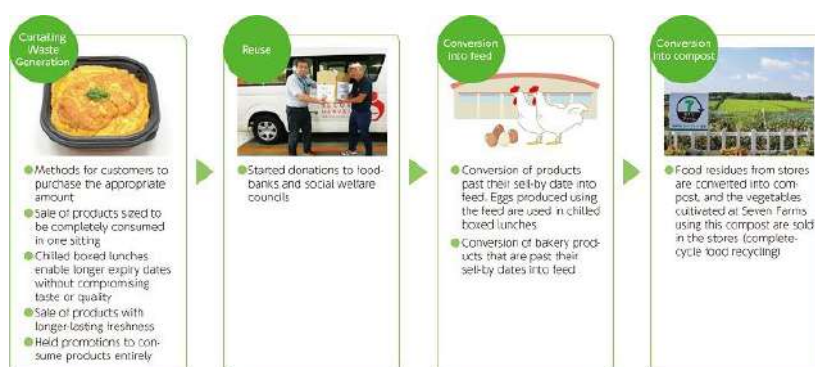 Curtailing
Waste
Generation
Methods for customers to
purchase the appropriate
amount
Sale of products sized to
be completely consumed
in one sitting
Chilled boxed lunches
enable longer expiry dates
without compromising
taste or quality
Sale of products with
longer-lasting freshness
Held promotions to con-
sume products entirely
Reuse
Started donations to food-
banks and social welfare
councils
Conversion
into feed
Conversion of products
past their sell-by date into
feed. Eggs produced using
the feed are used in chilled
boxed lunches
Conversion of bakery prod-
ucts that are past their
sell-by dates into feed
Conversion
into compost
Food residues from stores
are converted into com-
post, and the vegetables
cultivated at Seven Farms
using this compost are sold
in the stores (complete-
cycle food recycling)